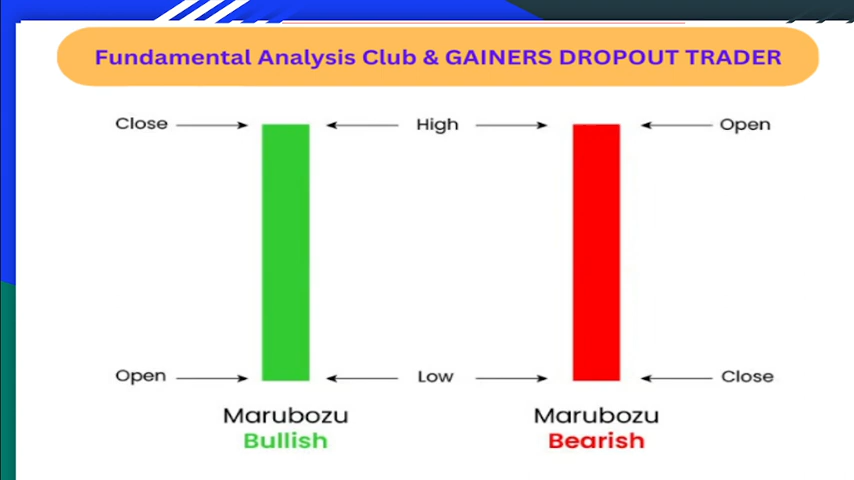 Fundamental Analysis Club & GAINERS DROPOUT TRADER
Close High Open
Open Low Close
Marubozu Marubozu
Bullish Bearish